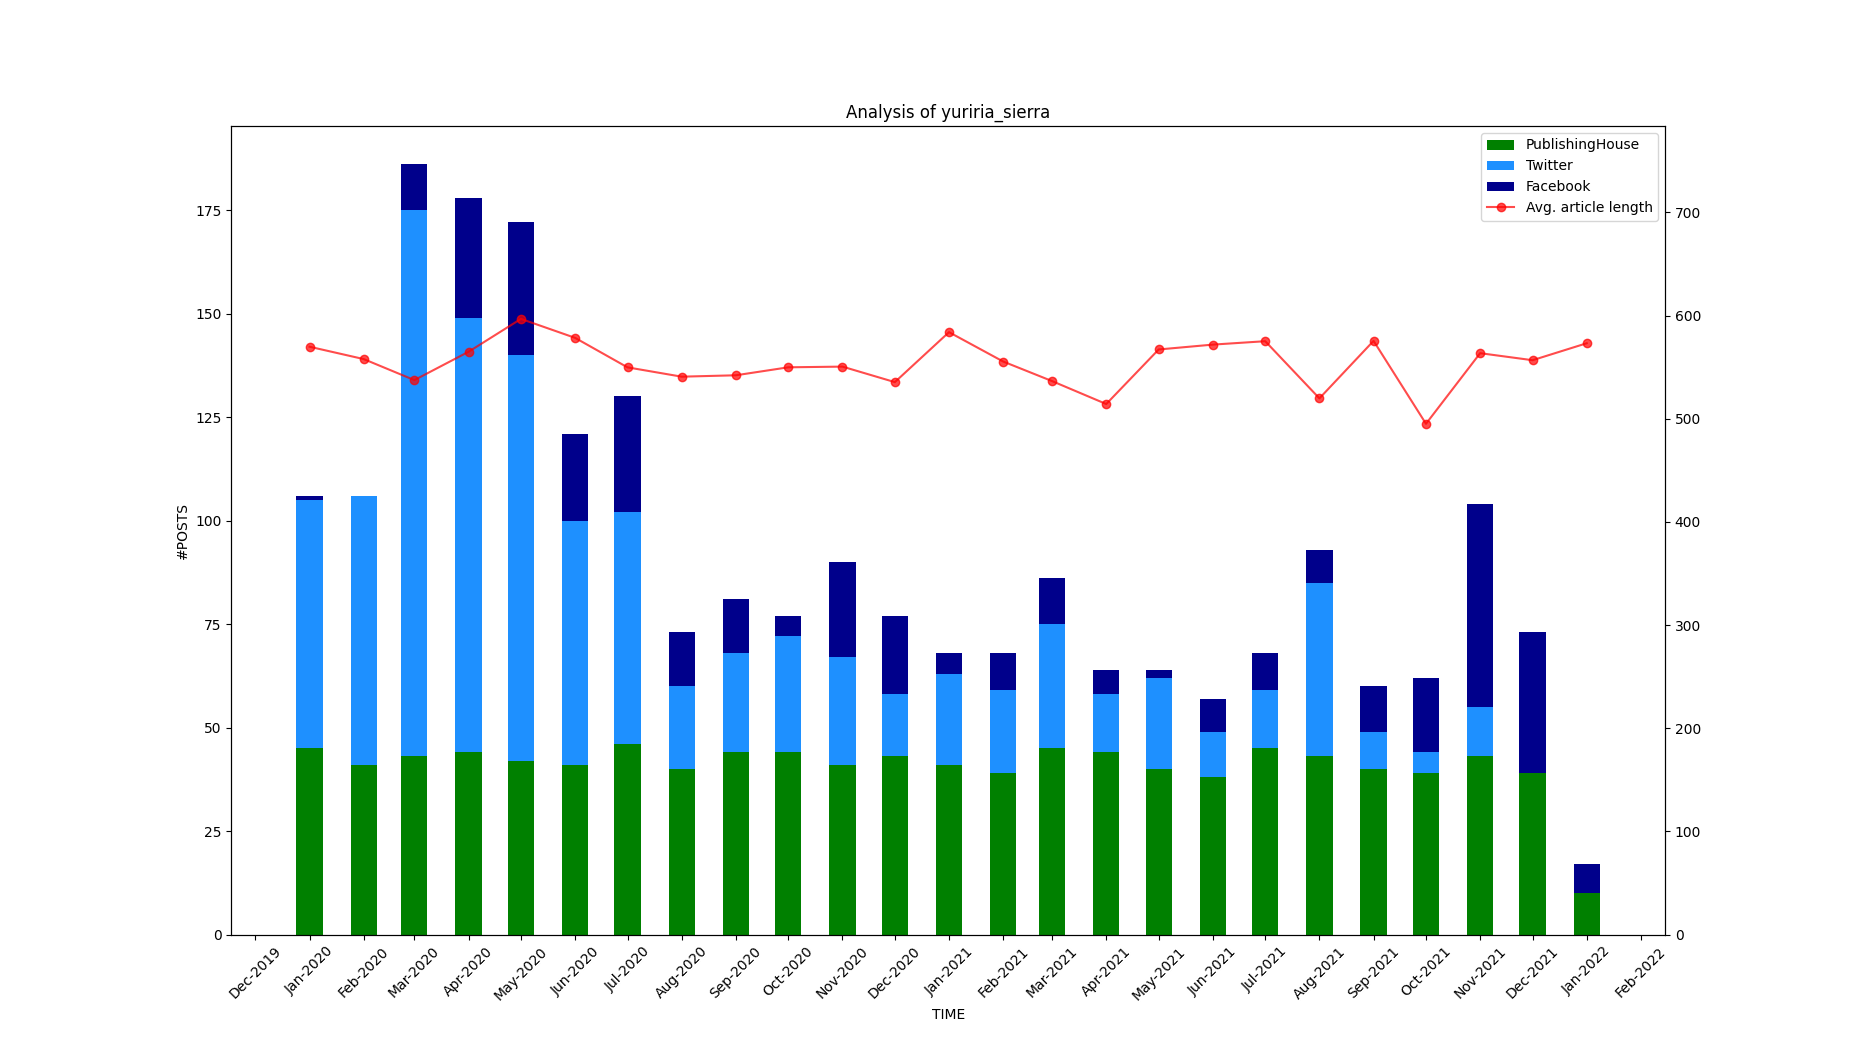 Analysis of yuriria_sierra
PublishingHouse
Twitter
Facebook
Avg. article length
#POSTS
175
150
125
100
75
50
25
0
700
600
500
400
300
200
100
0
Dec-2019
Jan-2020
Feb-2020
Mar-2020
Apr-2020
May-2020
Jun-2020
Jul-2020
Aug-2020
Sep-2020
Oct-2020
Nov-2020
Dec-2020
Jan-2021
Feb-2021
Mar-2021
Apr-2021
May-2021
Jun-2021
Jul-2021
Aug-2021
Sep-2021
Oct-2021
Nov-2021
Dec-2021
Jan-2022
Feb-2022
TIME